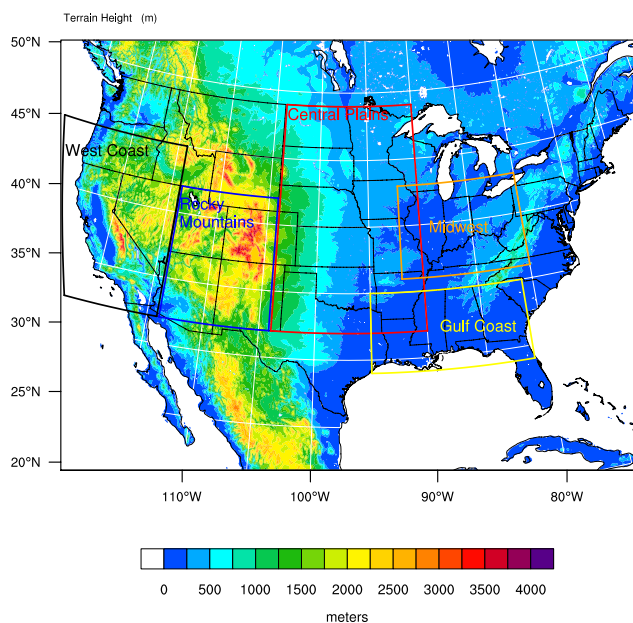 Terrain Height (m)
50°N
45°N
40°N
35°N
30°N
25°N
20°N
Central Plains
West Coast
Rocky
Mountains
Midwest
Gulf Coast
110°W 100°W 90°W 80°W
0 500 1000 1500 2000 2500 3000 3500 4000
meters